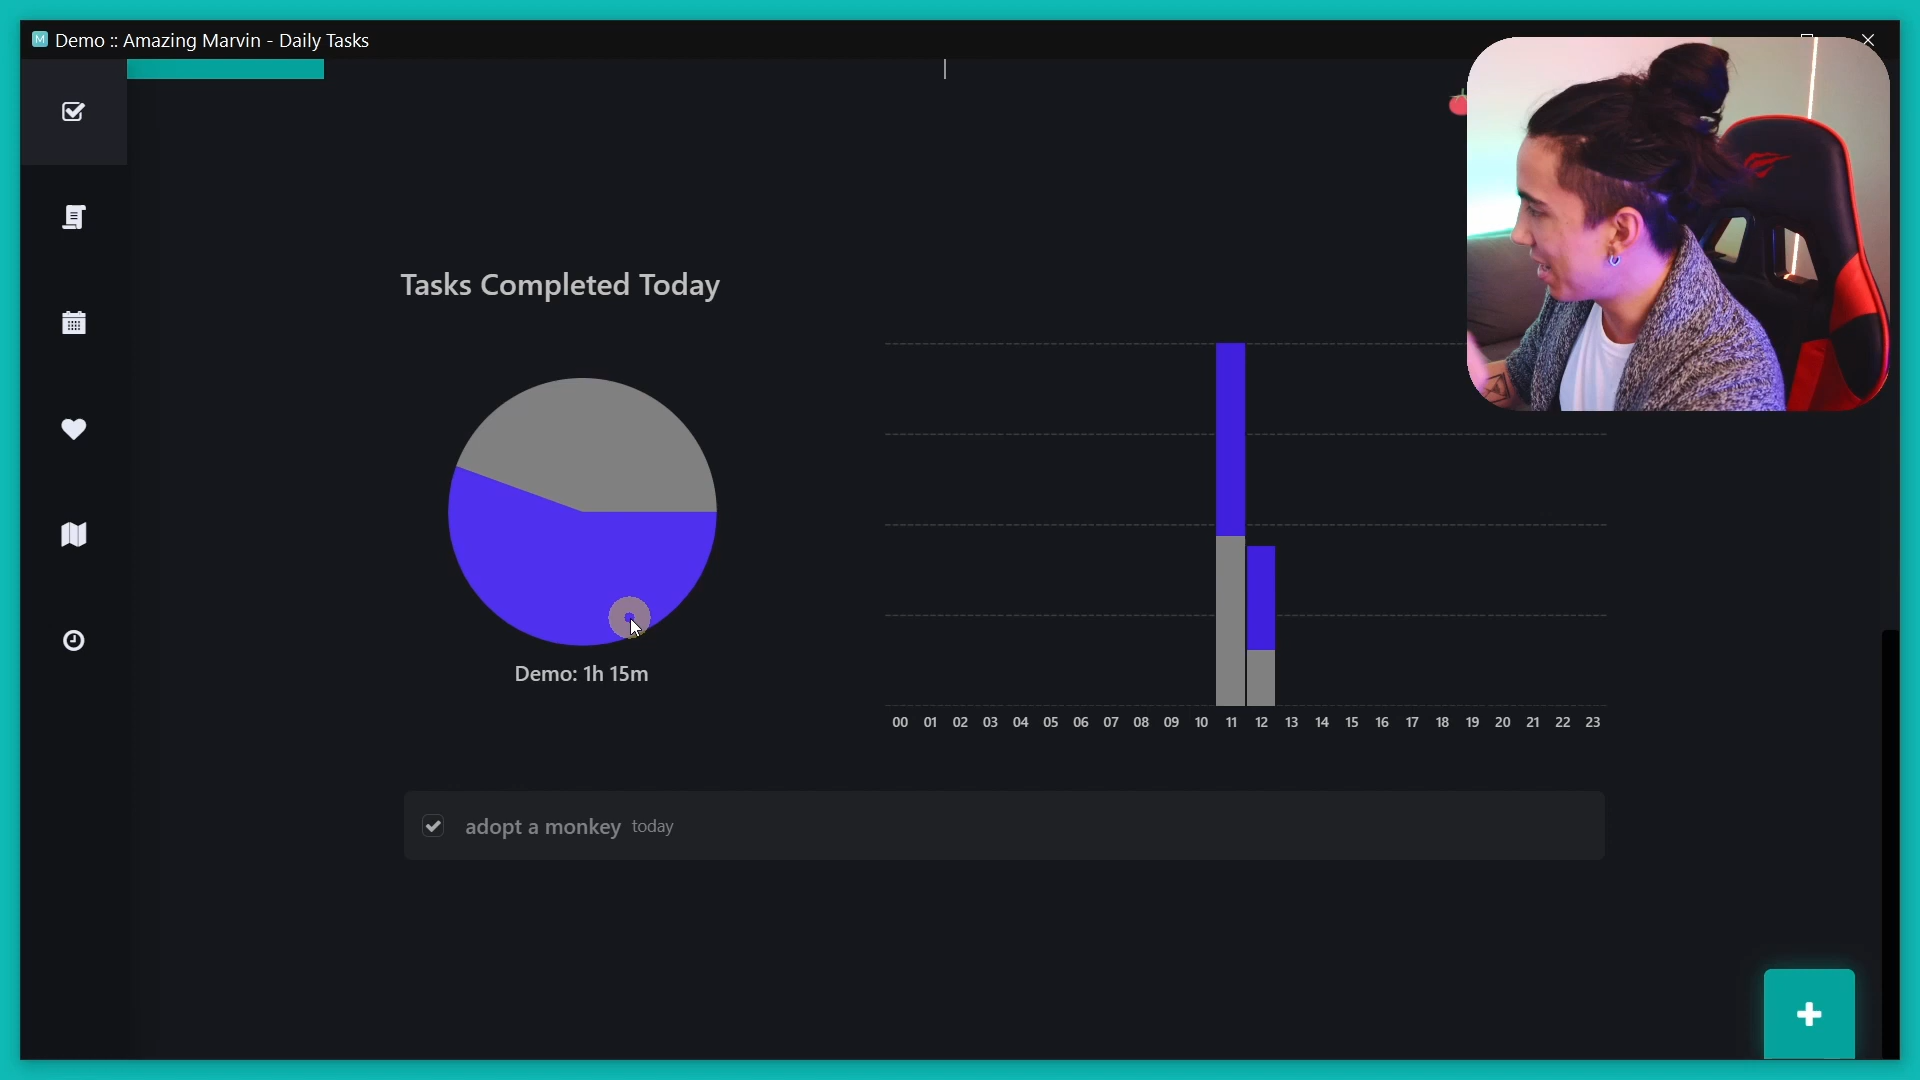 M Demo :: Amazing Marvin - Daily Tasks
Tasks Completed Today
Demo: 1h 15m
00 01 02 03 04 05 06 07 08 09 10 11 12 13 14 15 16 17 18 19 20 21 22 23
adopt a monkey today